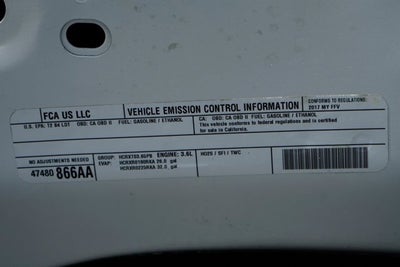 FCA US LLC
VEHICLE EMISSION CONTROL INFORMATION
CONFORMS TO REGULATIONS:
2017 MY FFV
U.S. EPA: T2 B4 LDT OBD: CA OBD II FUEL: GASOLINE / ETHANOL
CA: OBD: CA OBD II FUEL: GASOLINE / ETHANOL
This vehicle conforms to federal regulations and is certified
for sale in California.
NO ADJUSTMENTS NEEDED
47480 866AA
GROUP: HCRXT03.65P0 ENGINE: 3.6L
EVAP:
HO2S / SFI / TWC